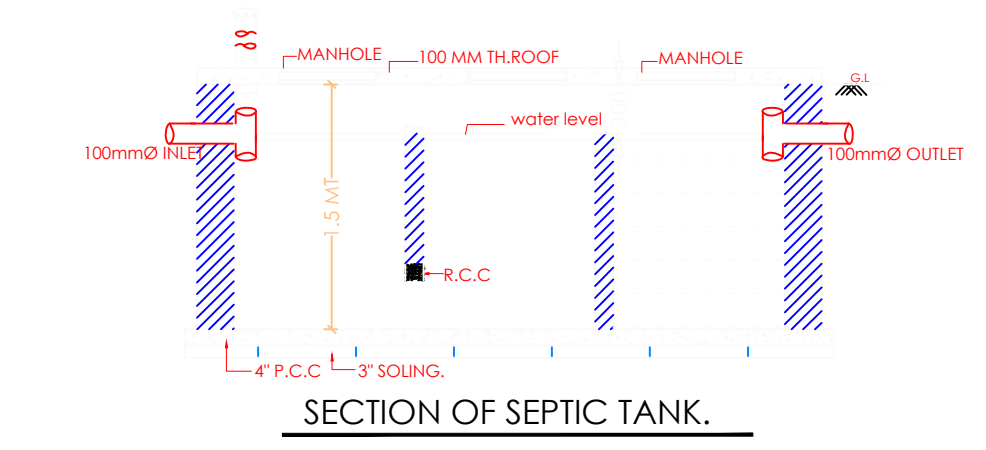 MANHOLE
100 MM TH.ROOF
MANHOLE
G.L
water level
100mmØ INLET
100mmØ OUTLET
1.5 MT
R.C.C
4" P.C.C
3" SOLING.
SECTION OF SEPTIC TANK.